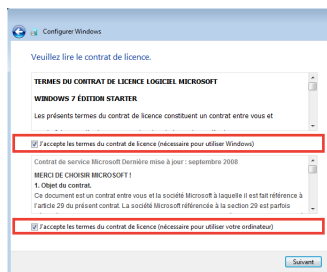 Configurer Windows
Veuillez lire le contrat de licence.
TERMES DU CONTRAT DE LICENCE LOGICIEL MICROSOFT
WINDOWS 7 ÉDITION STARTER
Les présents termes du contrat de licence constituent un contrat entre vous et
J'accepte les termes du contrat de licence (nécessaire pour utiliser Windows)
Contrat de service Microsoft Dernière mise à jour : septembre 2008
MERCI DE CHOISIR MICROSOFT !
1. Objet du contrat.
Ce document est un contrat entre vous et la société Microsoft à laquelle il est fait référence à
l'article 29 du présent contrat. La société Microsoft référencée à la section 29 est parfois
J'accepte les termes du contrat de licence (nécessaire pour utiliser votre ordinateur)
Suivant